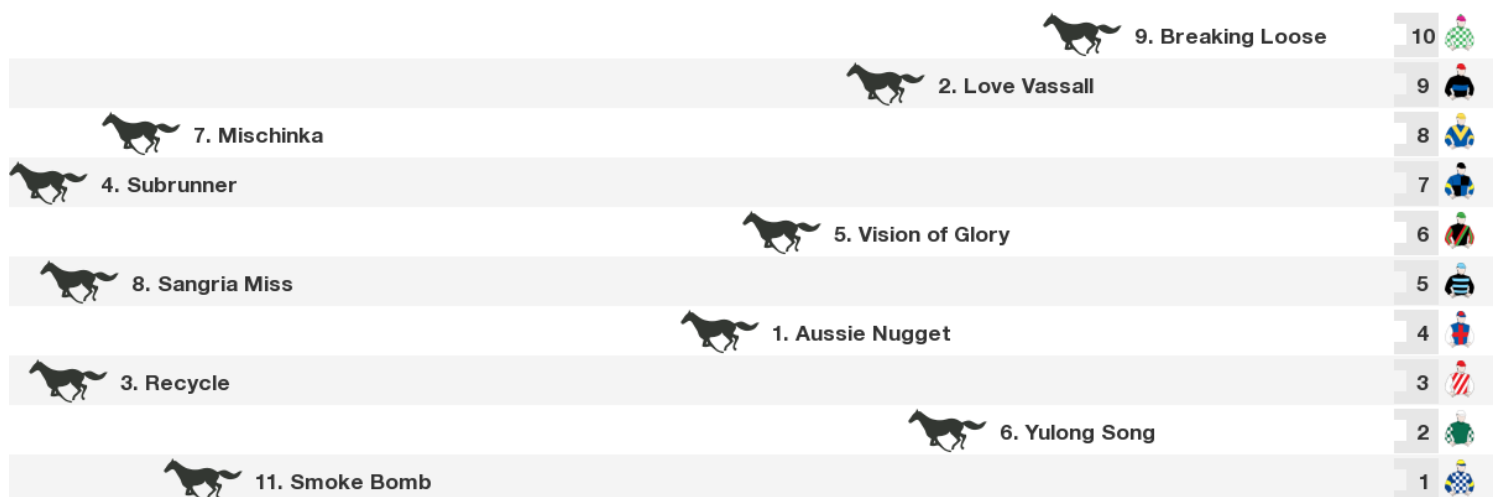 9. Breaking Loose 10
2. Love Vassall 9
7. Mischinka 8
4. Subrunner 7
5. Vision of Glory 6
8. Sangria Miss 5
1. Aussie Nugget 4
3. Recycle 3
6. Yulong Song 2
11. Smoke Bomb 1